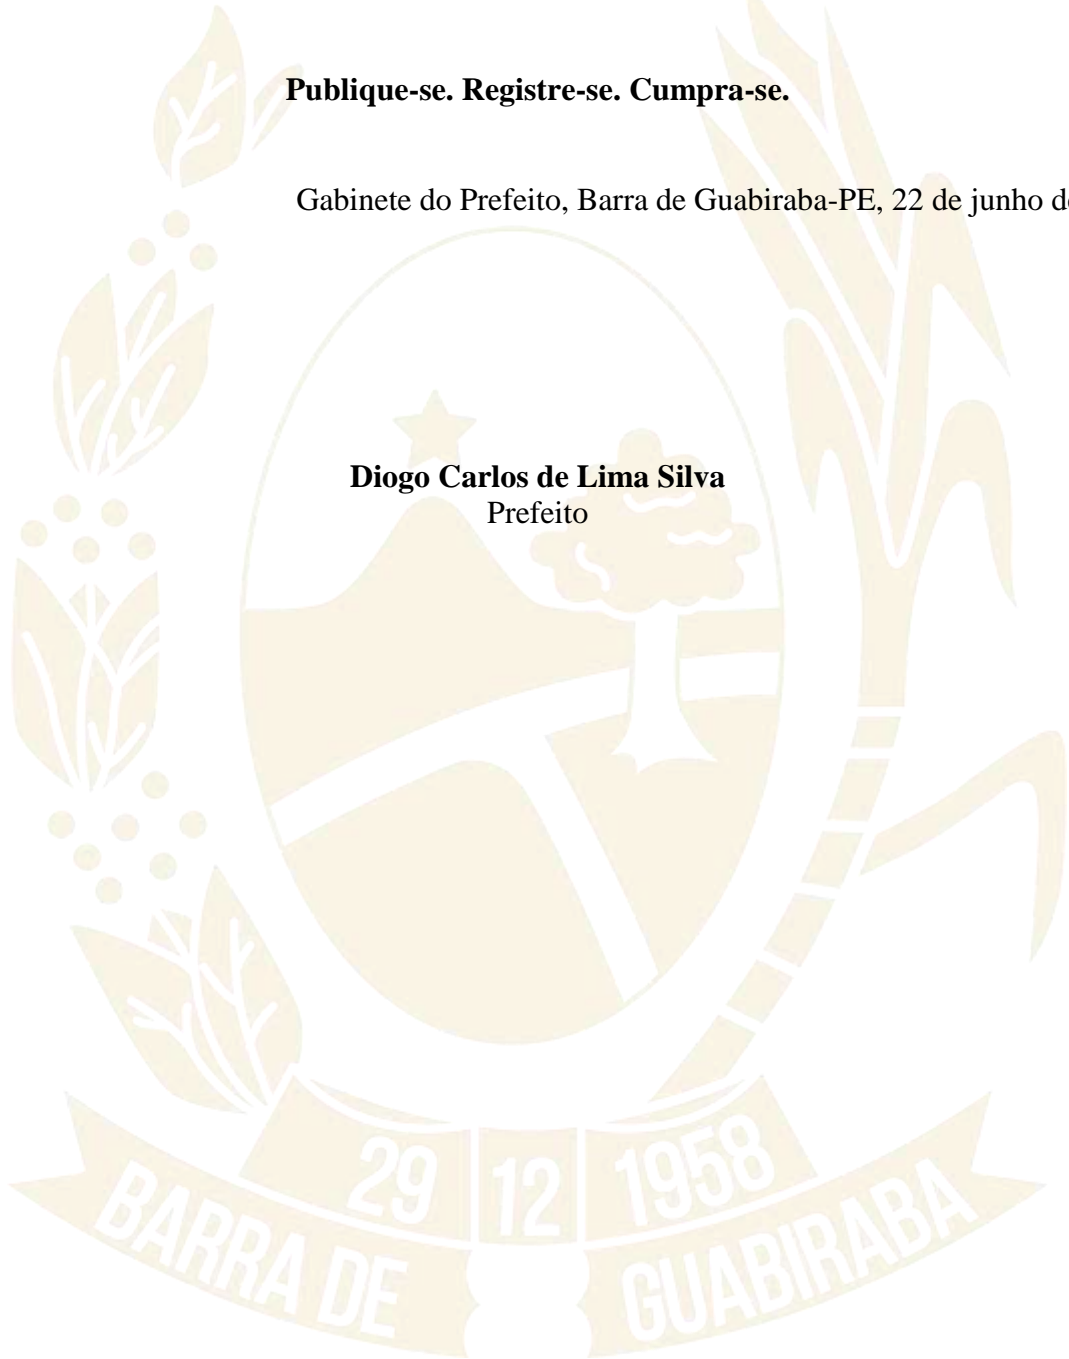 Publique-se. Registre-se. Cumpra-se.
Gabinete do Prefeito, Barra de Guabiraba-PE, 22 de junho d
Diogo Carlos de Lima Silva
Prefeito
29 12 1958
BARRA DE GUABIRABA